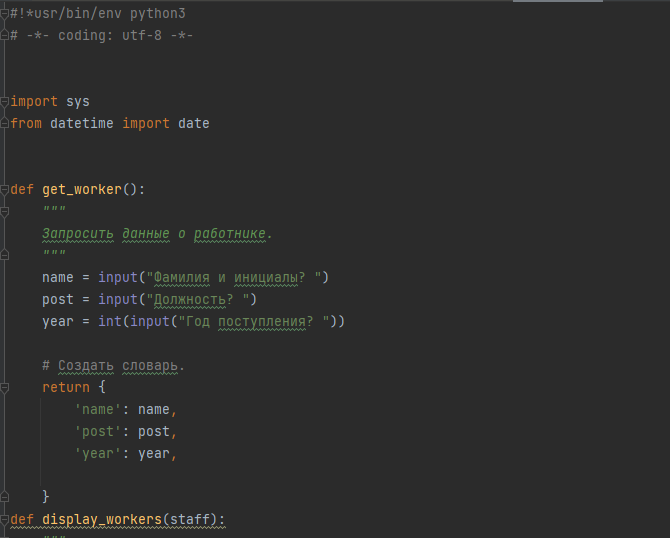 #!*usr/bin/env python3
# -*- coding: utf-8 -*-
import sys
from datetime import date
def get_worker():
    """
    Запросить данные о работнике.
    """
    name = input("Фамилия и инициалы? ")
    post = input("Должность? ")
    year = int(input("Год поступления? "))
    # Создать словарь.
    return {
        'name': name,
        'post': post,
        'year': year,
    }
def display_workers(staff):
    """